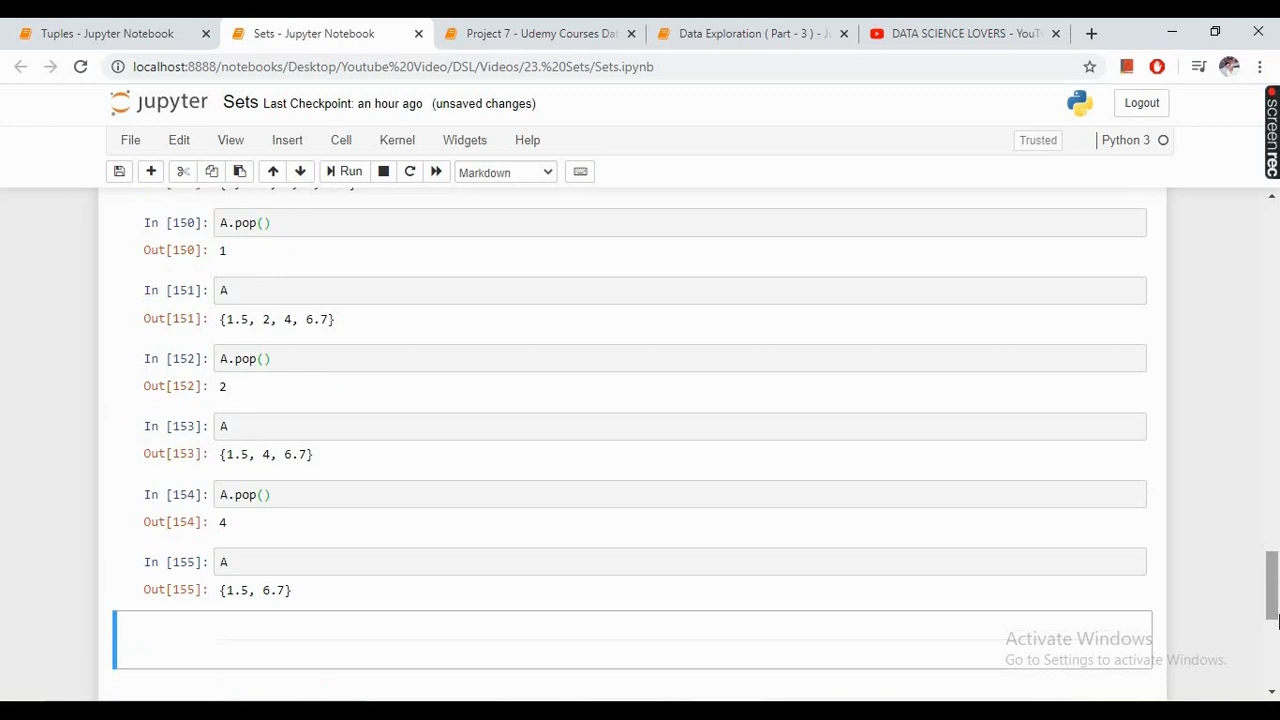 Tuples - Jupyter Notebook
Sets - Jupyter Notebook
Project 7 - Udemy Courses Dat
Data Exploration ( Part - 3 ) - Ju
DATA SCIENCE LOVERS - YouT
localhost:8888/notebooks/Desktop/Youtube%20Video/DSL/Videos/23.%20Sets/Sets.ipynb
jupyter Sets Last Checkpoint: an hour ago (unsaved changes)
Logout
File Edit View Insert Cell Kernel Widgets Help
Trusted
Python 3
Run
Markdown
screenrec
In [150]: A.pop()
Out[150]: 1
In [151]: A
Out[151]: {1.5, 2, 4, 6.7}
In [152]: A.pop()
Out[152]: 2
In [153]: A
Out[153]: {1.5, 4, 6.7}
In [154]: A.pop()
Out[154]: 4
In [155]: A
Out[155]: {1.5, 6.7}
Activate Windows
Go to Settings to activate Windows.